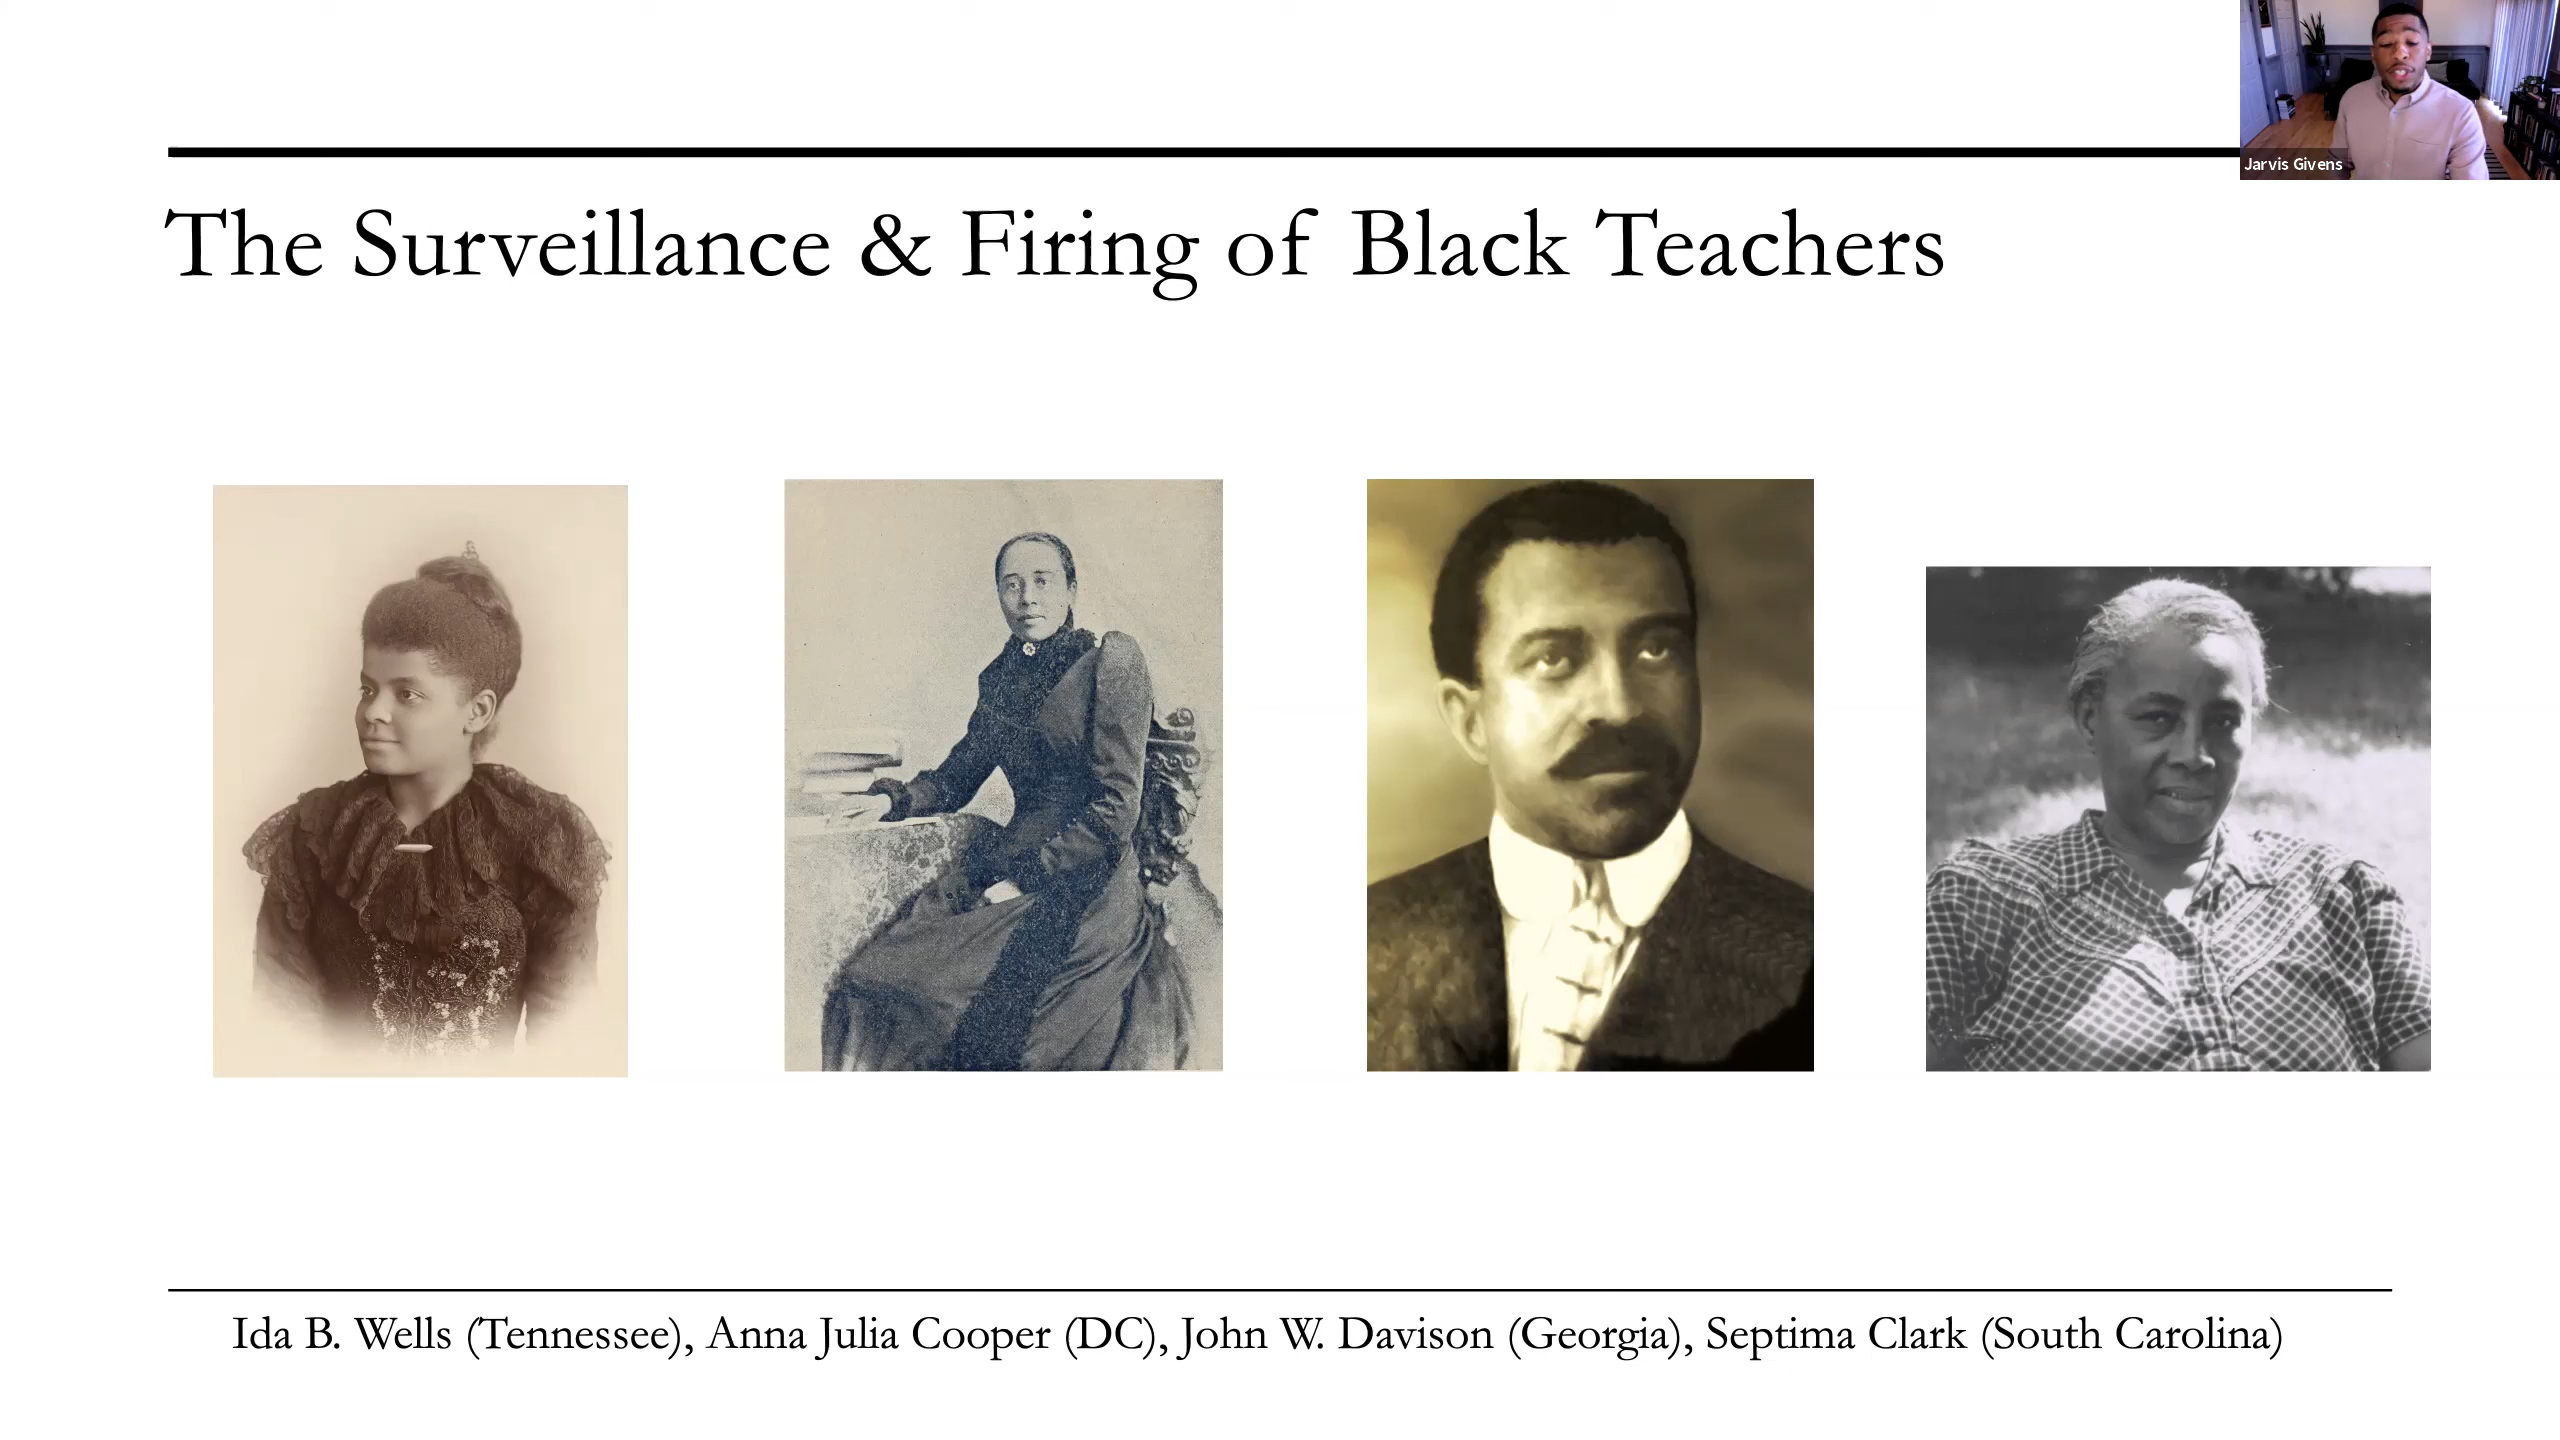 Jarvis Givens
The Surveillance & Firing of Black Teachers
Ida B. Wells (Tennessee), Anna Julia Cooper (DC), John W. Davison (Georgia), Septima Clark (South Carolina)